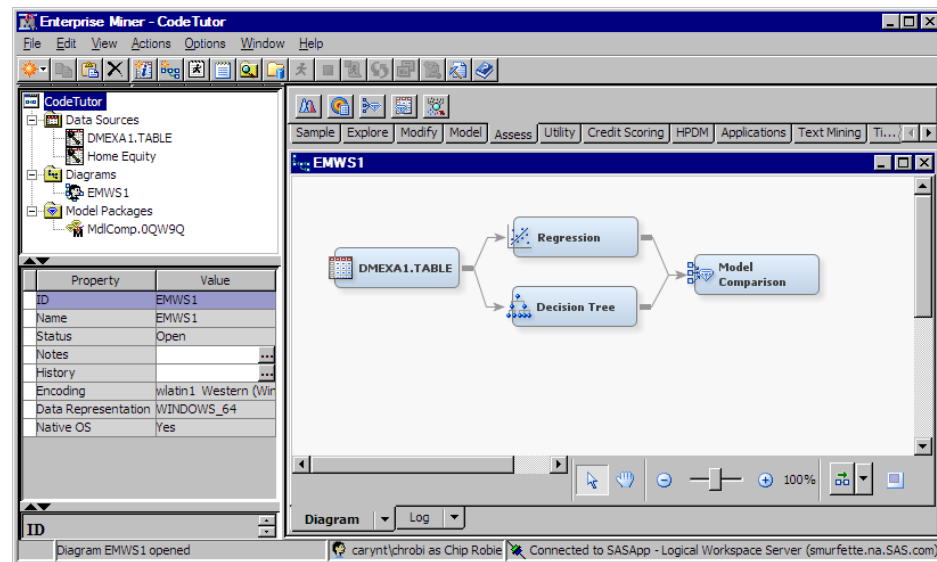 Enterprise Miner - CodeTutor
File Edit View Actions Options Window Help
CodeTutor
Data Sources
DMEXA1.TABLE
Home Equity
Diagrams
EMWS1
Model Packages
MdlComp.0QW9Q
Property Value
ID EMWS1
Name EMWS1
Status Open
Notes ...
History ...
Encoding wlatin1 Western (Win
Data Representation WINDOWS_64
Native OS Yes
ID
Sample Explore Modify Model Assess Utility Credit Scoring HPDM Applications Text Mining Ti...
EMWS1
DMEXA1.TABLE
Regression
Decision Tree
Model
Comparison
100%
Diagram Log
Diagram EMWS1 opened
carynt\chrobi as Chip Robie
Connected to SASApp - Logical Workspace Server (smurfette.na.SAS.com)